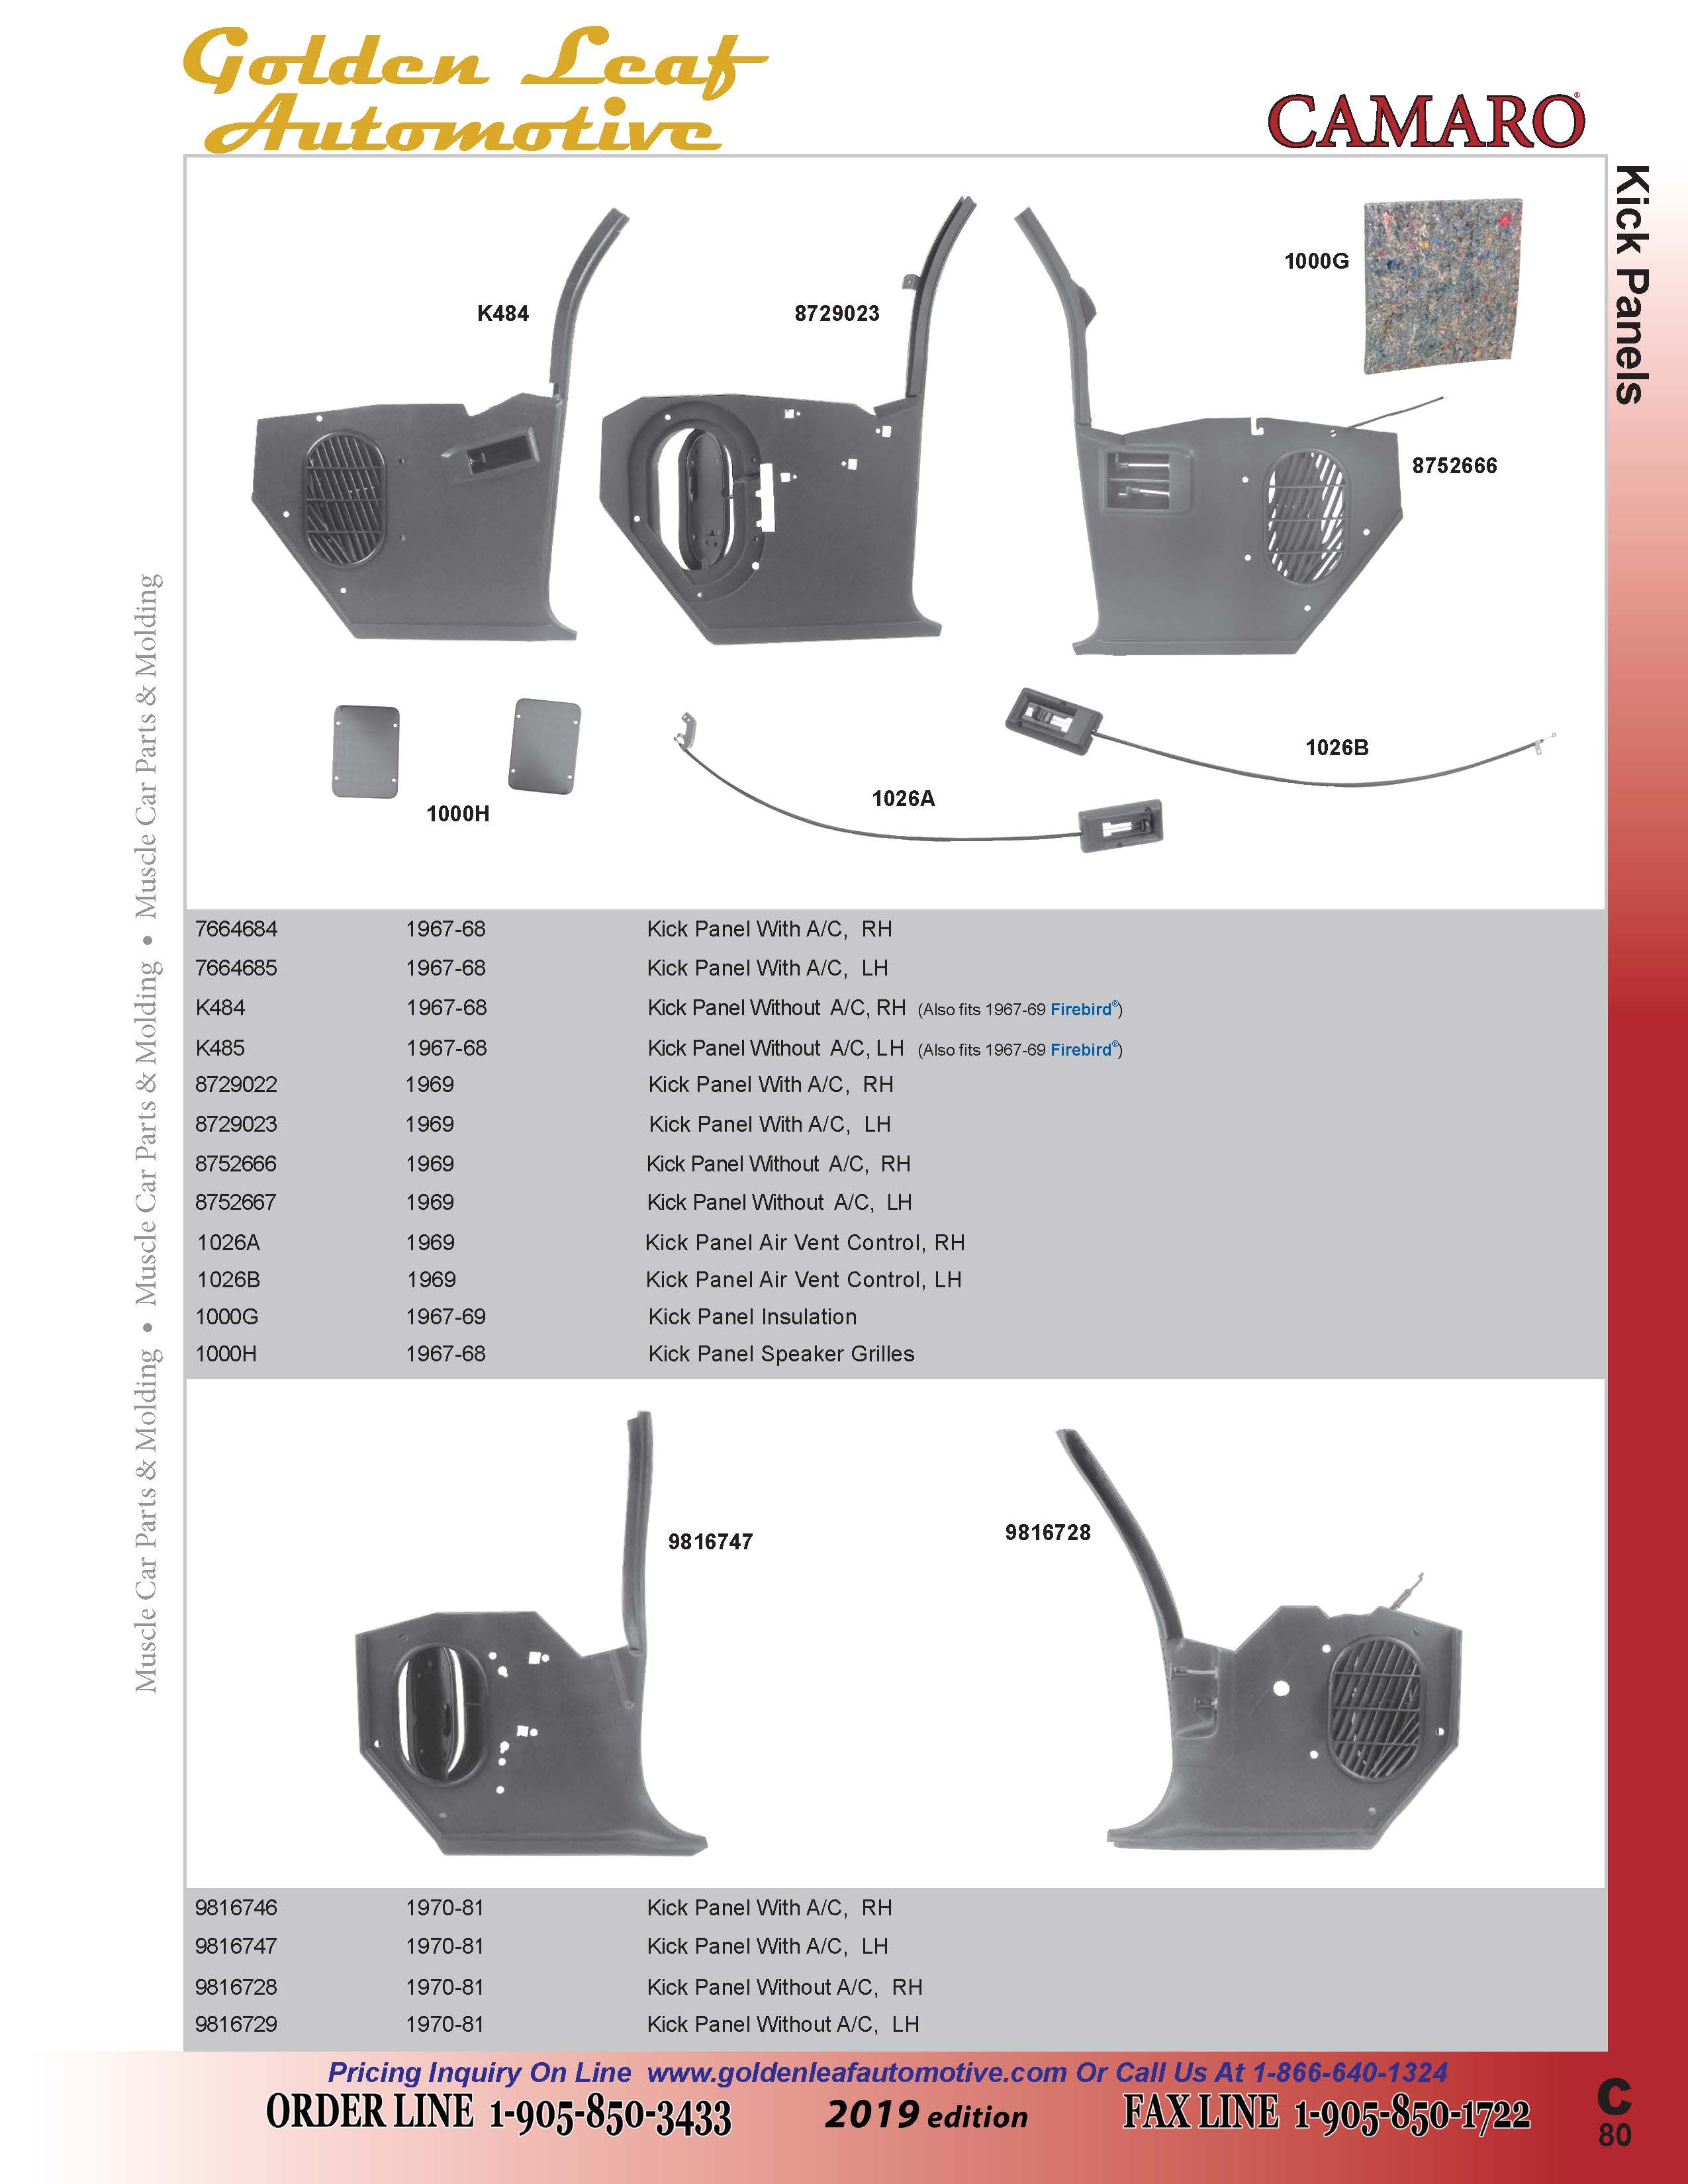 Golden Leaf
Automotive
CAMARO®
Kick Panels
K484
8729023
1000G
8752666
1000H
1026A
1026B
Muscle Car Parts & Molding • Muscle Car Parts & Molding • Muscle Car Parts & Molding
7664684 1967-68 Kick Panel With A/C, RH
7664685 1967-68 Kick Panel With A/C, LH
K484 1967-68 Kick Panel Without A/C, RH (Also fits 1967-69 Firebird®)
K485 1967-68 Kick Panel Without A/C, LH (Also fits 1967-69 Firebird®)
8729022 1969 Kick Panel With A/C, RH
8729023 1969 Kick Panel With A/C, LH
8752666 1969 Kick Panel Without A/C, RH
8752667 1969 Kick Panel Without A/C, LH
1026A 1969 Kick Panel Air Vent Control, RH
1026B 1969 Kick Panel Air Vent Control, LH
1000G 1967-69 Kick Panel Insulation
1000H 1967-68 Kick Panel Speaker Grilles
9816747
9816728
9816746 1970-81 Kick Panel With A/C, RH
9816747 1970-81 Kick Panel With A/C, LH
9816728 1970-81 Kick Panel Without A/C, RH
9816729 1970-81 Kick Panel Without A/C, LH
Pricing Inquiry On Line www.goldenleafautomotive.com Or Call Us At 1-866-640-1324
ORDER LINE 1-905-850-3433 2019 edition FAX LINE 1-905-850-1722
C
80